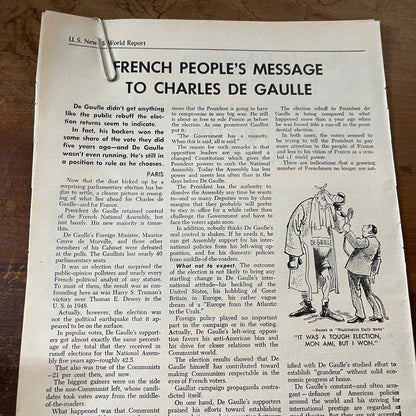 U.S. News & World Report
FRENCH PEOPLE'S MESSAGE
TO CHARLES DE GAULLE
De Gaulle didn't get anything
like the public rebuff the elec-
tion returns seem to indicate.
In fact, his backers won the
same share of the vote they did
five years ago—and De Gaulle
wasn't even running. He's still in
a position to rule as he chooses.
PARIS
Now that the dust kicked up by a
surprising parliamentary election has be-
gun to settle, a clearer picture is emerg-
ing of what lies ahead for Charles de
Gaulle—and for France.
President de Gaulle retained control
of the French National Assembly, but
just barely. His new majority is tissue-
thin.
De Gaulle's Foreign Minister, Maurice
Couve de Murville, and three other
members of his Cabinet were defeated
at the polls. The Gaullists lost nearly 40
parliamentary seats.
It was an election that surprised the
public-opinion pollsters and nearly every
French political analyst of any stature.
To most of them, the result was as con-
founding here as was Harry S. Truman's
victory over Thomas E. Dewey in the
U.S. in 1948.
Actually, however, the election was
not the political earthquake that it ap-
peared to be on the surface.
In popular votes, De Gaulle's support-
ers got almost exactly the same percent-
age of the total they received in
runoff elections for the National Assem-
bly five years ago—roughly 42.5.
That also was true of the Communists
—21 per cent then, and now.
The biggest gainers were on the side
of the non-Communist left, whose candi-
dates took votes away from the middle-
of-the-roaders.
What happened was that Communist
mean that the President is going to have
to compromise in any big way. He still
is about as free to rule France as before
the election. As one prominent Gaullist
put it:
"The Government has a majority.
When this is said, all is said."
The reason for such remarks is that
opposition leaders are up against a
changed Constitution which gives the
President powers to curb the National
Assembly. Today the Assembly has less
power and meets less often than in the
days before De Gaulle.
The President has the authority to
dissolve the Assembly any time he wants
to—and so many Deputies won by close
margins that they probably will prefer
to stay in office for a while rather than
challenge the Government and have to
face the voters again soon.
In addition, nobody thinks De Gaulle's
real control is shaken. If he needs it, he
can get Assembly support for his inter-
national policies from his left-wing op-
position, and for his domestic policies
from middle-of-the-roaders.
What not to expect. The outcome
of the election is not likely to bring any
startling change in De Gaulle's inter-
national attitude—his heckling of the
United States, his hobbling of Great
Britain in Europe, his rather vague
dream of a "Europe from the Atlantic
to the Urals."
Foreign policy played no important
part in the campaign or in the voting.
Actually, De Gaulle's left-wing opposi-
tion favors his anti-American bias and
his drive for closer relations with the
Communist world.
The election results showed that De
Gaulle himself has contributed toward
making Communism respectable in the
eyes of French voters.
Gaullist campaign propaganda contra-
dicted itself.
On one hand, De Gaulle's supporters
praised his efforts toward establishing
The election rebuff to President de
Gaulle is being compared to what
happened more than a year ago when
he was forced into a run-off in the presi-
dential election.
In both cases, the voters seemed to
be trying to tell the President to pay
more attention to the people of France
and less to his vision of France as a glo-
bal power.
There are indications that a growing
number of Frenchmen no longer are sat-
DE GAULLE
"Washington Daily News"
"IT WAS A TOUGH ELECTION,
MON AMI, BUT I WON."
isfied with De Gaulle's studied effort to
establish "grandeur" without solid eco-
nomic progress at home.
De Gaulle's constant—and often arro-
gant—defiance of America and much of
the world around and his striving for
international prestige are regarded as